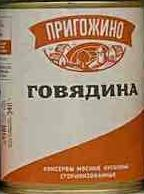 ПРИГОЖИНО
ГОВЯДИНА
КОНСЕРВЫ МЯСНЫЕ КУСКОВЫЕ
СТЕРИЛИЗОВАННЫЕ